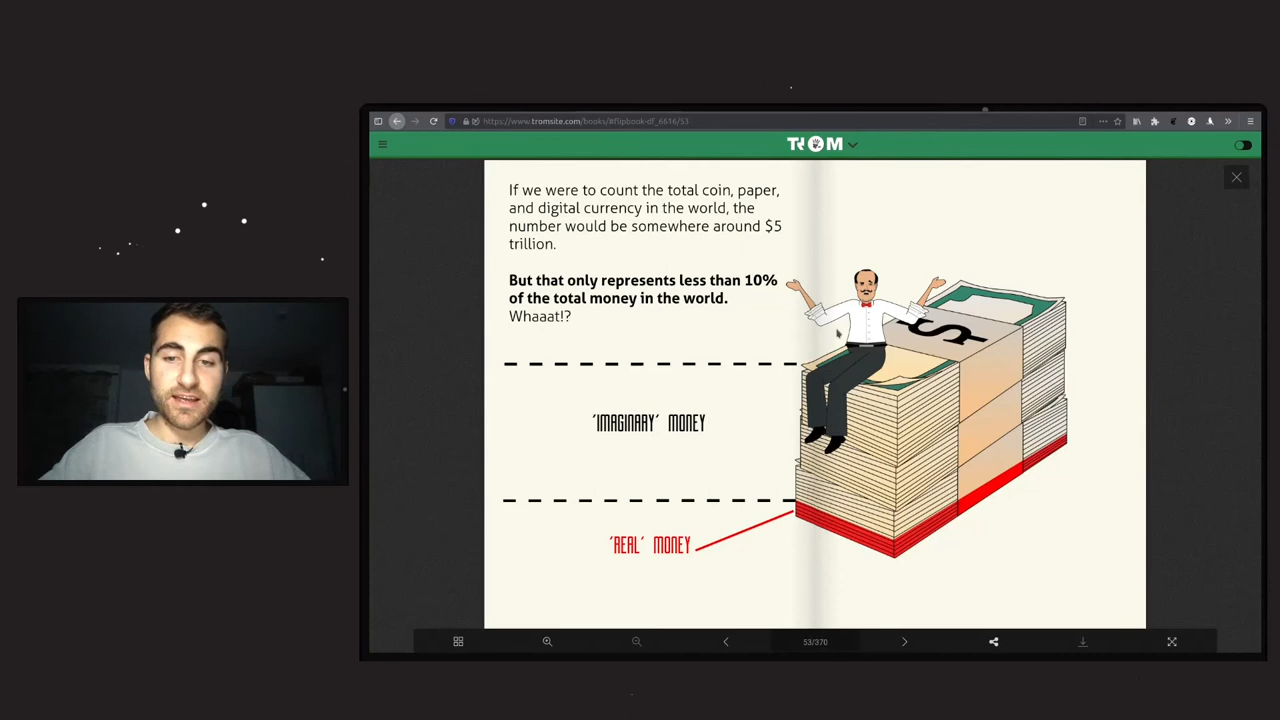 https://www.tromsite.com/books/#flipbook-df_6616/53
TROM
If we were to count the total coin, paper,
and digital currency in the world, the
number would be somewhere around $5
trillion.
But that only represents less than 10%
of the total money in the world.
Whaaat!?
$
'IMAGINARY' MONEY
'REAL' MONEY
53/370